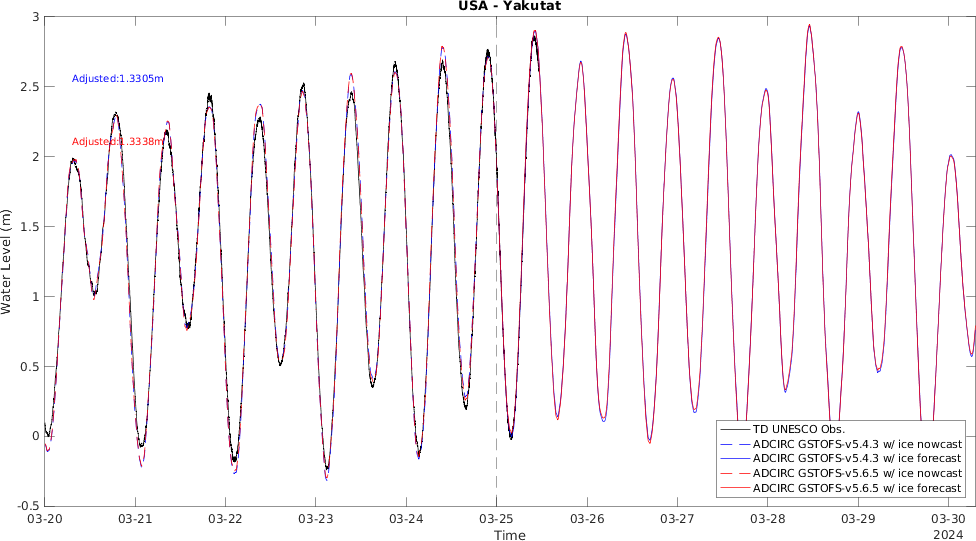 USA - Yakutat
3
2.5
2
1.5
1
0.5
0
-0.5
Water Level (m)
Adjusted:1.3305m
Adjusted:1.3338m
TD UNESCO Obs.
ADCIRC GSTOFS-v5.4.3 w/ ice nowcast
ADCIRC GSTOFS-v5.4.3 w/ ice forecast
ADCIRC GSTOFS-v5.6.5 w/ ice nowcast
ADCIRC GSTOFS-v5.6.5 w/ ice forecast
03-20 03-21 03-22 03-23 03-24 03-25 03-26 03-27 03-28 03-29 03-30
Time 2024